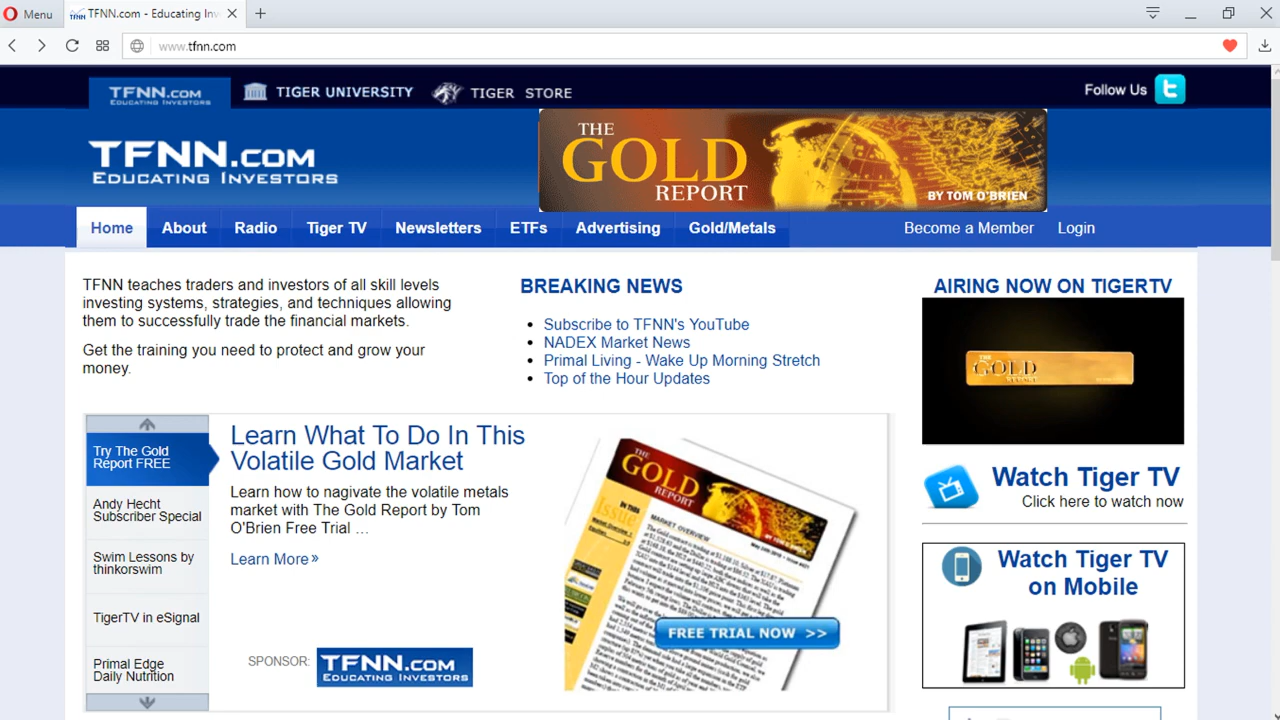 Menu
TFNN.com - Educating Inv
www.tfnn.com
TFNN.COM
EDUCATING INVESTORS
TIGER UNIVERSITY
TIGER STORE
Follow Us
TFNN.COM
EDUCATING INVESTORS
THE
GOLD
REPORT
BY TOM O'BRIEN
Home
About
Radio
Tiger TV
Newsletters
ETFs
Advertising
Gold/Metals
Become a Member
Login
TFNN teaches traders and investors of all skill levels
investing systems, strategies, and techniques allowing
them to successfully trade the financial markets.
Get the training you need to protect and grow your
money.
BREAKING NEWS
Subscribe to TFNN's YouTube
NADEX Market News
Primal Living - Wake Up Morning Stretch
Top of the Hour Updates
AIRING NOW ON TIGERTV
THE
GOLD
REPORT
Watch Tiger TV
Click here to watch now
Watch Tiger TV
on Mobile
Try The Gold
Report FREE
Andy Hecht
Subscriber Special
Swim Lessons by
thinkorswim
TigerTV in eSignal
Primal Edge
Daily Nutrition
Learn What To Do In This
Volatile Gold Market
Learn how to nagivate the volatile metals
market with The Gold Report by Tom
O'Brien Free Trial ...
Learn More »
SPONSOR:
TFNN.COM
EDUCATING INVESTORS
THE
GOLD
REPORT
BY TOM O'BRIEN
IN THIS
Issue
MARKET OVERVIEW
FREE TRIAL NOW >>